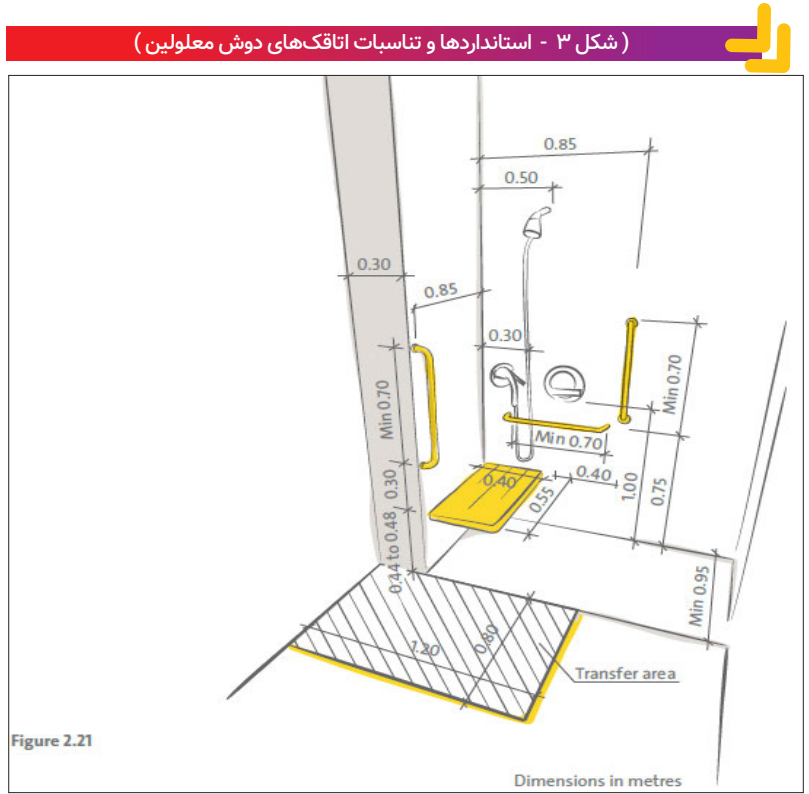 ( شکل ۳ - استانداردها و تناسبات اتاقک‌های دوش معلولین )
0.85
0.50
0.30
0.85
0.30
Min 0.70
Min 0.70
Min 0.70
0.30
0.40
0.40
0.55
1.00
0.75
0.44 to 0.48
Min 0.95
1.20
0.80
Transfer area
Figure 2.21
Dimensions in metres